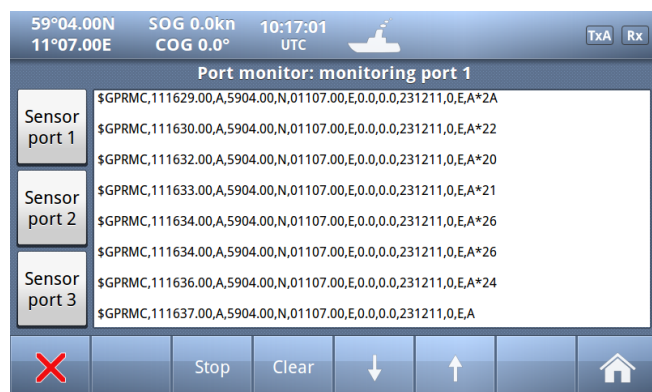 59°04.00N SOG 0.0kn 10:17:01
11°07.00E COG 0.0° UTC TxA Rx
Port monitor: monitoring port 1
Sensor port 1
Sensor port 2
Sensor port 3
$GPRMC,111629.00,A,5904.00,N,01107.00,E,0.0,0.0,231211,0,E,A*2A
$GPRMC,111630.00,A,5904.00,N,01107.00,E,0.0,0.0,231211,0,E,A*22
$GPRMC,111632.00,A,5904.00,N,01107.00,E,0.0,0.0,231211,0,E,A*20
$GPRMC,111633.00,A,5904.00,N,01107.00,E,0.0,0.0,231211,0,E,A*21
$GPRMC,111634.00,A,5904.00,N,01107.00,E,0.0,0.0,231211,0,E,A*26
$GPRMC,111634.00,A,5904.00,N,01107.00,E,0.0,0.0,231211,0,E,A*26
$GPRMC,111636.00,A,5904.00,N,01107.00,E,0.0,0.0,231211,0,E,A*24
$GPRMC,111637.00,A,5904.00,N,01107.00,E,0.0,0.0,231211,0,E,A
Stop Clear